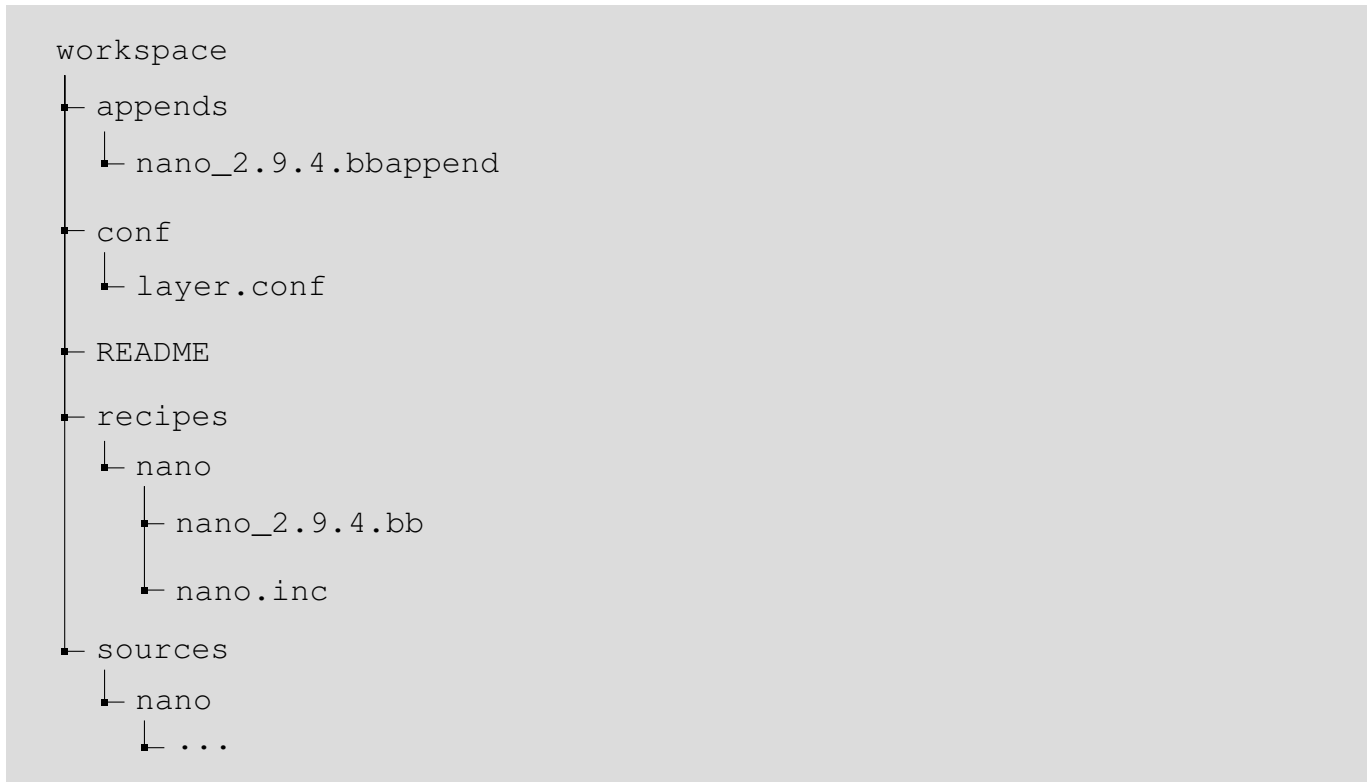 workspace
appends
nano_2.9.4.bbappend
conf
layer.conf
README
recipes
nano
nano_2.9.4.bb
nano.inc
sources
nano
...